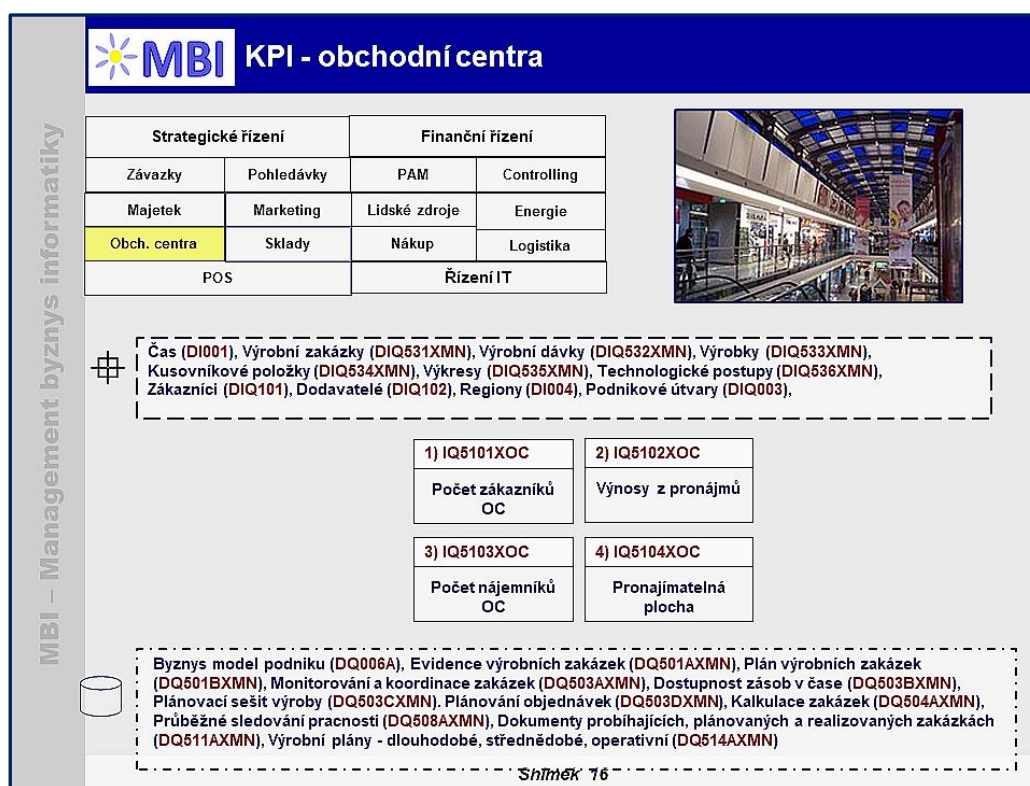 MBI
KPI - obchodní centra
MBI – Management byznys informatiky
Strategické řízení
Finanční řízení
Závazky
Pohledávky
PAM
Controlling
Majetek
Marketing
Lidské zdroje
Energie
Obch. centra
Sklady
Nákup
Logistika
POS
Řízení IT
Čas (DI001), Výrobní zakázky (DIQ531XMN), Výrobní dávky (DIQ532XMN), Výrobky (DIQ533XMN),
Kusovníkové položky (DIQ534XMN), Výkresy (DIQ535XMN), Technologické postupy (DIQ536XMN),
Zákazníci (DIQ101), Dodavatelé (DIQ102), Regiony (DI004), Podnikové útvary (DIQ003),
1) IQ5101XOC
Počet zákazníků
OC
2) IQ5102XOC
Výnosy z pronájmů
3) IQ5103XOC
Počet nájemníků
OC
4) IQ5104XOC
Pronajímatelná
plocha
Byznys model podniku (DQ006A), Evidence výrobních zakázek (DQ501AXMN), Plán výrobních zakázek
(DQ501BXMN), Monitorování a koordinace zakázek (DQ503AXMN), Dostupnost zásob v čase (DQ503BXMN),
Plánovací sešit výroby (DQ503CXMN). Plánování objednávek (DQ503DXMN), Kalkulace zakázek (DQ504AXMN),
Průběžné sledování pracnosti (DQ508AXMN), Dokumenty probíhajících, plánovaných a realizovaných zakázkách
(DQ511AXMN), Výrobní plány - dlouhodobé, střednědobé, operativní (DQ514AXMN)
Snímek 16